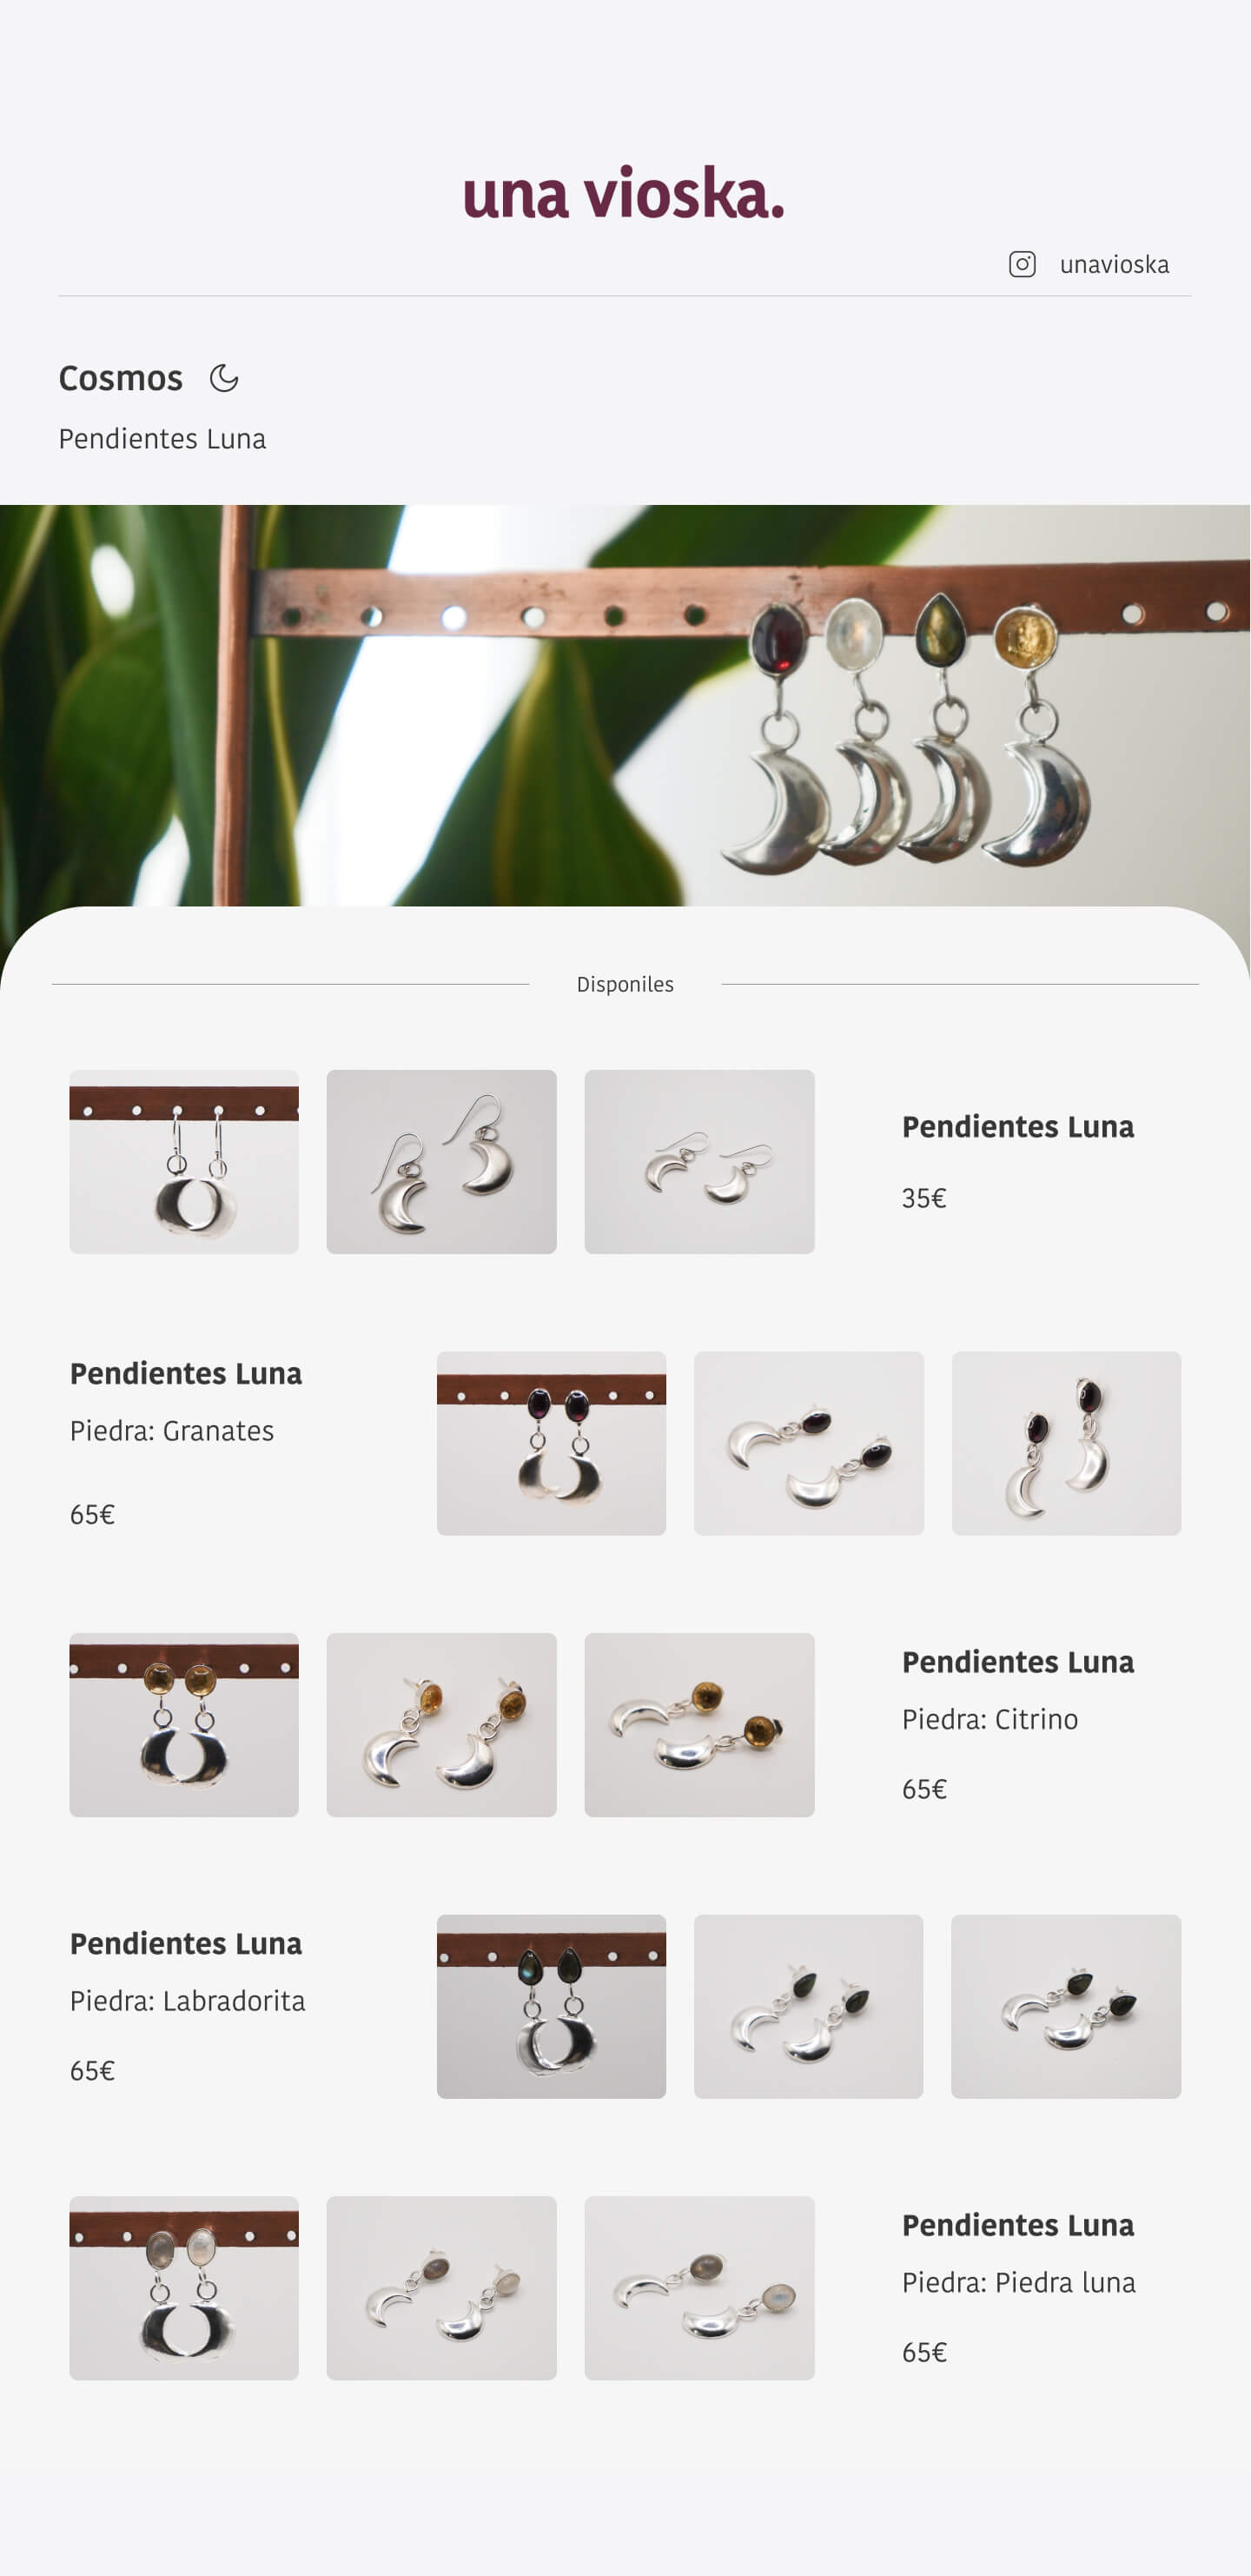 una vioska.
unavioska
Cosmos
Pendientes Luna
Disponiles
Pendientes Luna
35€
Pendientes Luna
Piedra: Granates
65€
Pendientes Luna
Piedra: Citrino
65€
Pendientes Luna
Piedra: Labradorita
65€
Pendientes Luna
Piedra: Piedra luna
65€